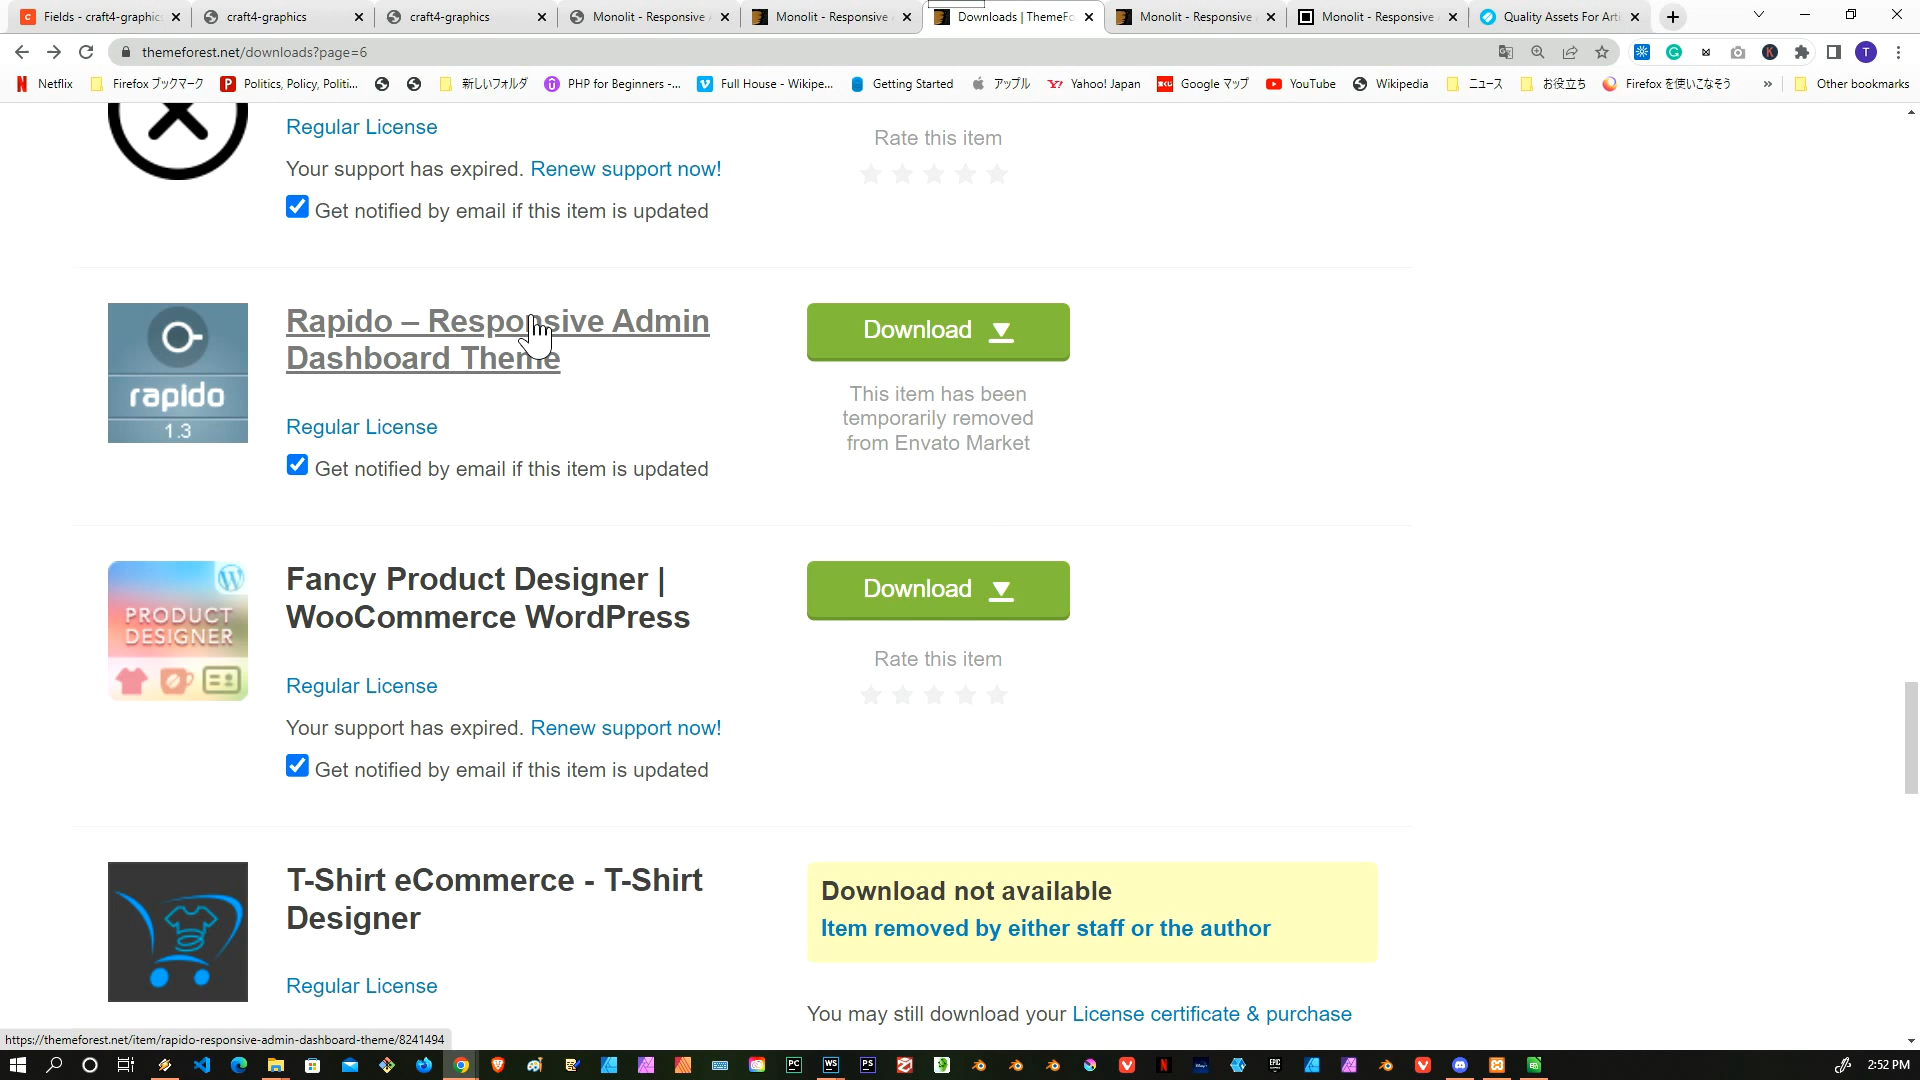 Fields - craft4-graphics
craft4-graphics
craft4-graphics
Monolit - Responsive
Monolit - Responsive
Downloads | ThemeFo
Monolit - Responsive
Monolit - Responsive
Quality Assets For Arti
themeforest.net/downloads?page=6
Netflix
Firefox ブックマーク
Politics, Policy, Politi...
新しいフォルダ
PHP for Beginners -...
Full House - Wikipe...
Getting Started
アップル
Yahoo! Japan
Google マップ
YouTube
Wikipedia
ニュース
お役立ち
Firefox を使いこなそう
»
Other bookmarks
Regular License
Your support has expired. Renew support now!
Get notified by email if this item is updated
Rate this item
rapido
1.3
Rapido – Responsive Admin
Dashboard Theme
Regular License
Get notified by email if this item is updated
Download
This item has been
temporarily removed
from Envato Market
PRODUCT
DESIGNER
Fancy Product Designer |
WooCommerce WordPress
Regular License
Your support has expired. Renew support now!
Get notified by email if this item is updated
Download
Rate this item
T-Shirt eCommerce - T-Shirt
Designer
Regular License
Download not available
Item removed by either staff or the author
You may still download your License certificate & purchase
https://themeforest.net/item/rapido-responsive-admin-dashboard-theme/8241494
2:52 PM